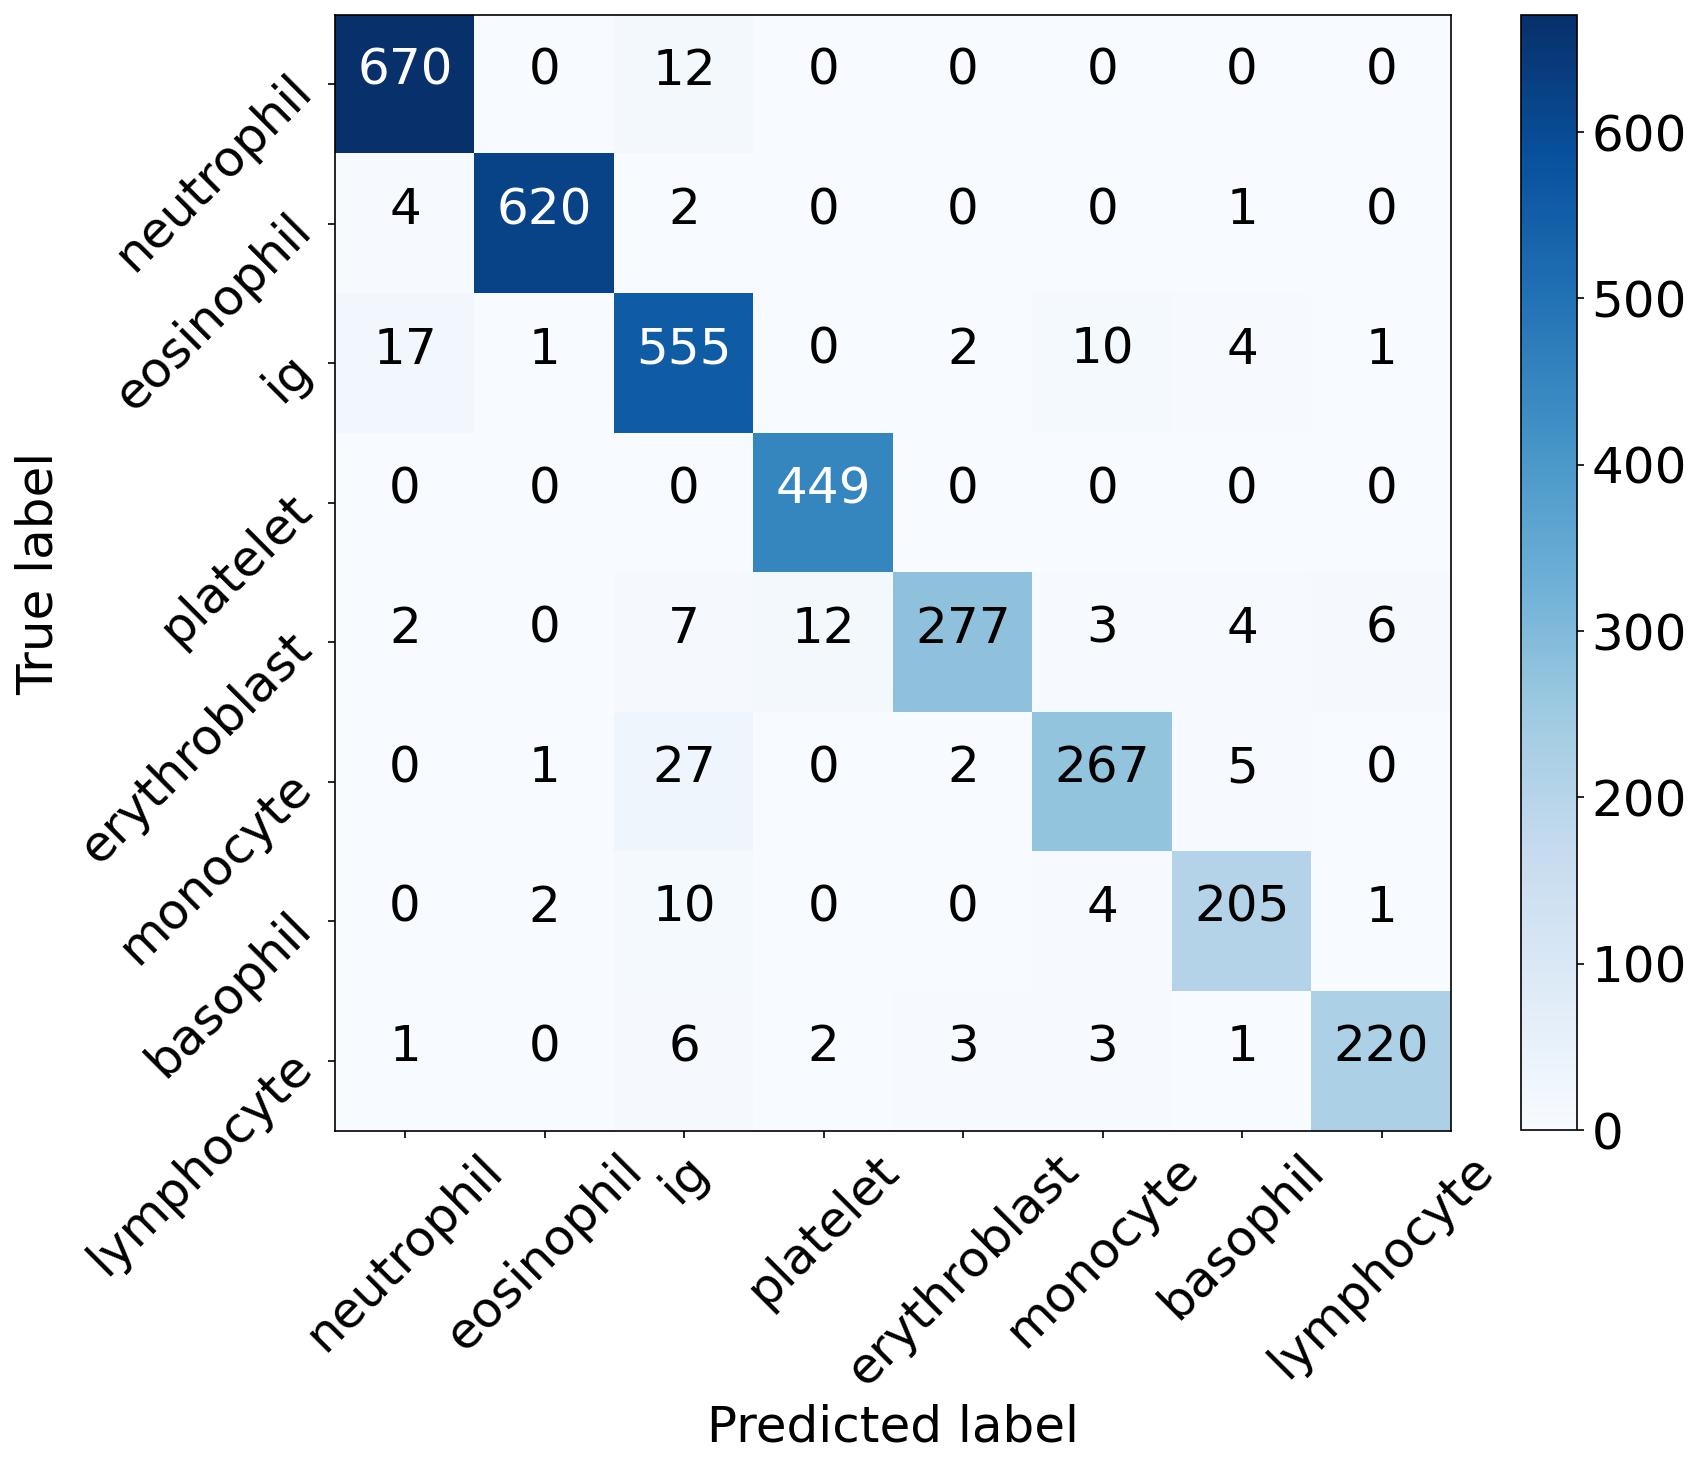 670 0 12 0 0 0 0 0
neutrophil
4 620 2 0 0 0 1 0
eosinophil
17 1 555 0 2 10 4 1
ig
0 0 0 449 0 0 0 0
platelet
2 0 7 12 277 3 4 6
erythroblast
0 1 27 0 2 267 5 0
monocyte
0 2 10 0 0 4 205 1
basophil
1 0 6 2 3 3 1 220
lymphocyte
True label
neutrophil
eosinophil
ig
platelet
erythroblast
monocyte
basophil
lymphocyte
Predicted label
600
500
400
300
200
100
0